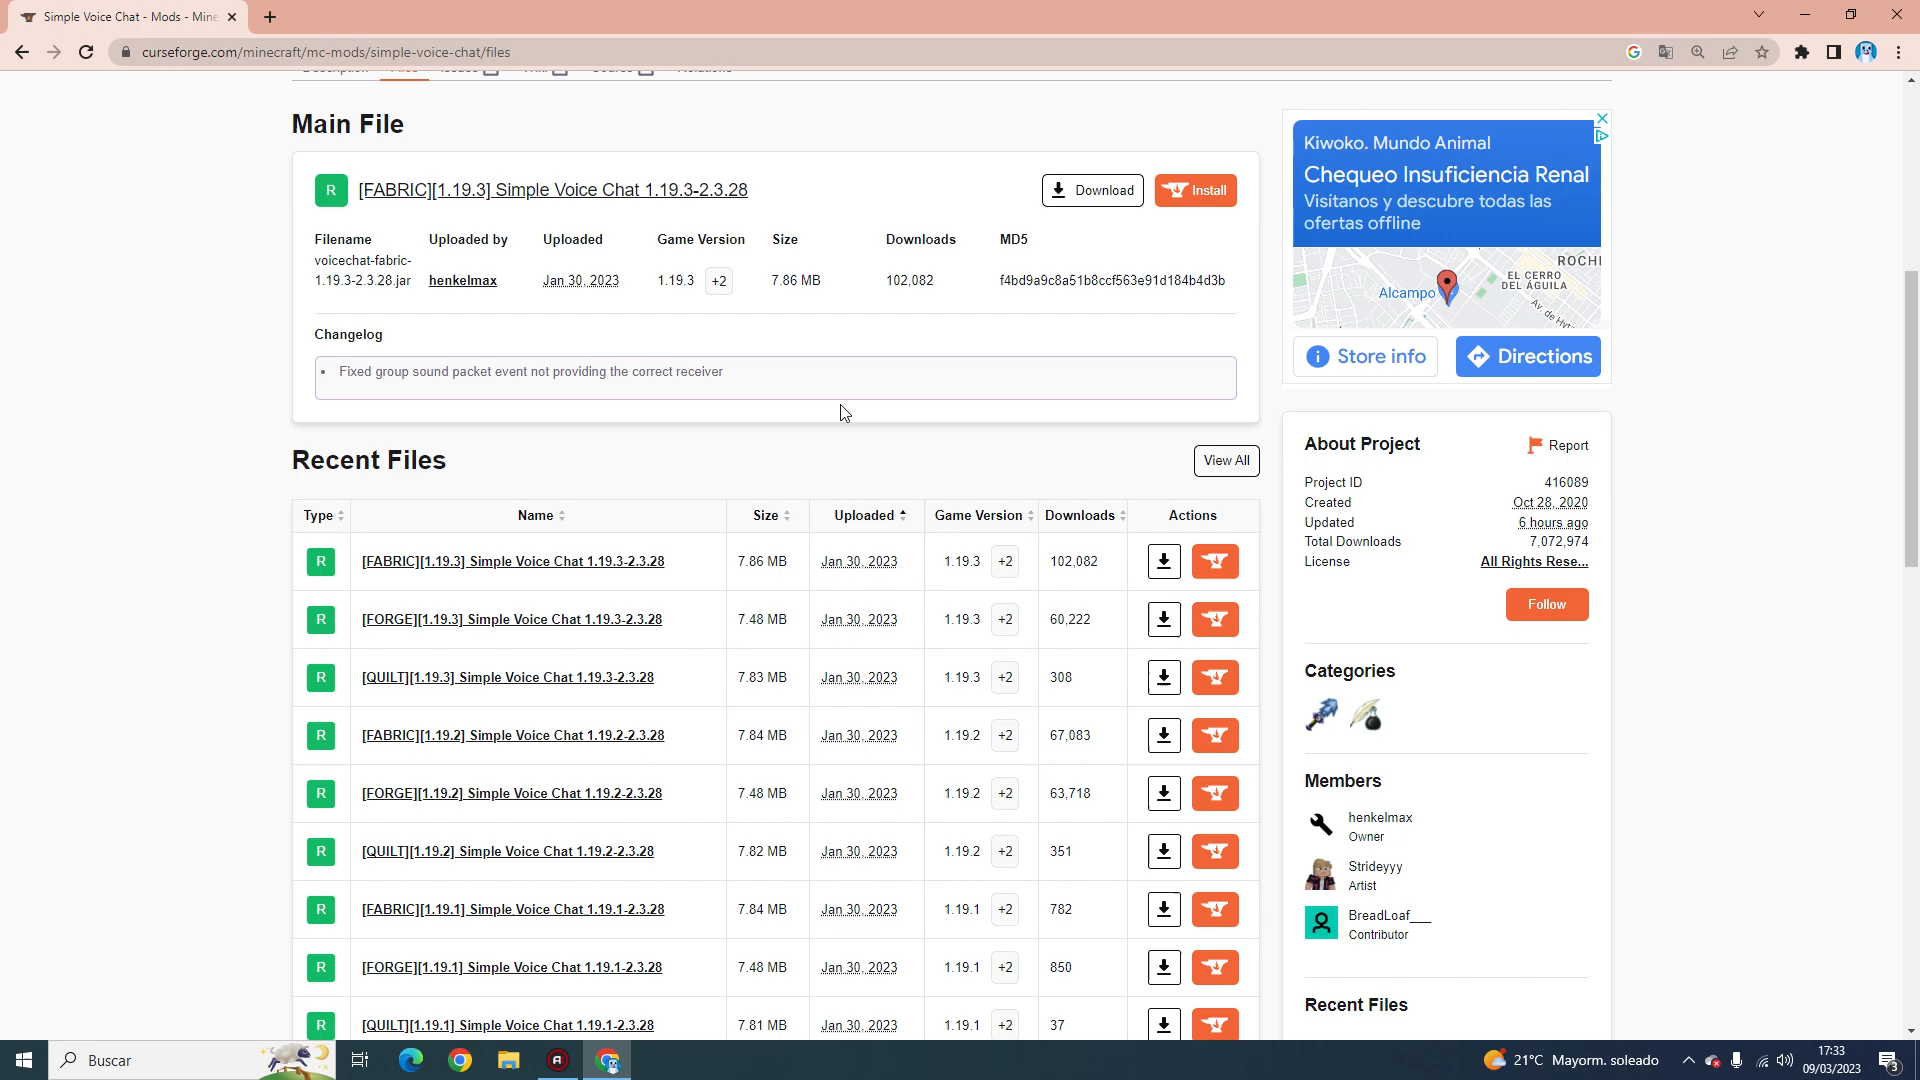 Simple Voice Chat - Mods - Mine
curseforge.com/minecraft/mc-mods/simple-voice-chat/files
Main File
R [FABRIC][1.19.3] Simple Voice Chat 1.19.3-2.3.28 Download Install
Filename Uploaded by Uploaded Game Version Size Downloads MD5
voicechat-fabric-
1.19.3-2.3.28.jar henkelmax Jan 30, 2023 1.19.3 +2 7.86 MB 102,082 f4bd9a9c8a51b8ccf563e91d184b4d3b
Changelog
• Fixed group sound packet event not providing the correct receiver
Recent Files View All
Type Name Size Uploaded Game Version Downloads Actions
R [FABRIC][1.19.3] Simple Voice Chat 1.19.3-2.3.28 7.86 MB Jan 30, 2023 1.19.3 +2 102,082
R [FORGE][1.19.3] Simple Voice Chat 1.19.3-2.3.28 7.48 MB Jan 30, 2023 1.19.3 +2 60,222
R [QUILT][1.19.3] Simple Voice Chat 1.19.3-2.3.28 7.83 MB Jan 30, 2023 1.19.3 +2 308
R [FABRIC][1.19.2] Simple Voice Chat 1.19.2-2.3.28 7.84 MB Jan 30, 2023 1.19.2 +2 67,083
R [FORGE][1.19.2] Simple Voice Chat 1.19.2-2.3.28 7.48 MB Jan 30, 2023 1.19.2 +2 63,718
R [QUILT][1.19.2] Simple Voice Chat 1.19.2-2.3.28 7.82 MB Jan 30, 2023 1.19.2 +2 351
R [FABRIC][1.19.1] Simple Voice Chat 1.19.1-2.3.28 7.84 MB Jan 30, 2023 1.19.1 +2 782
R [FORGE][1.19.1] Simple Voice Chat 1.19.1-2.3.28 7.48 MB Jan 30, 2023 1.19.1 +2 850
R [QUILT][1.19.1] Simple Voice Chat 1.19.1-2.3.28 7.81 MB Jan 30, 2023 1.19.1 +2 37
Kiwoko. Mundo Animal
Chequeo Insuficiencia Renal
Visítanos y descubre todas las
ofertas offline
ROCHI
EL CERRO
DEL ÁGUILA
Alcampo
Av. de Hyt
Store info Directions
About Project Report
Project ID 416089
Created Oct 28, 2020
Updated 6 hours ago
Total Downloads 7,072,974
License All Rights Rese...
Follow
Categories
Members
henkelmax
Owner
Strideyyy
Artist
BreadLoaf___
Contributor
Recent Files
Buscar
21°C Mayorm. soleado
17:33
09/03/2023
3